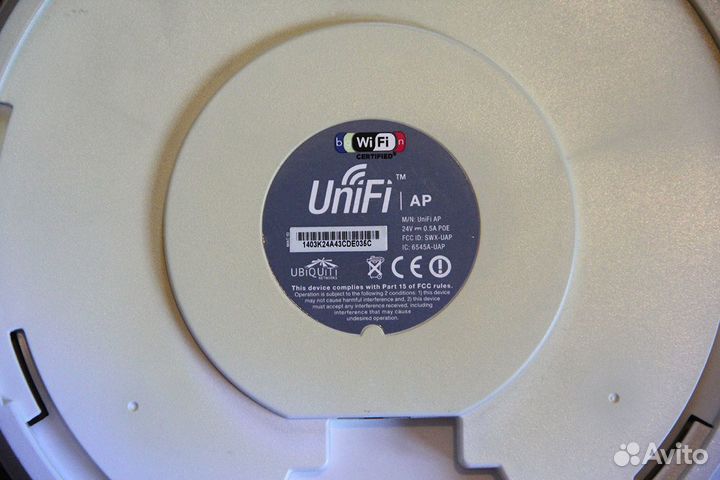 b WiFi n
CERTIFIED®
UniFi™ | AP
M/N: UniFi AP
24V ⎓ 0.5A POE
FCC ID: SWX-UAP
IC: 6545A-UAP
MAC ID
1403K24A43CDE035C
UBIQUITI
NETWORKS
CE
This device complies with Part 15 of FCC rules.
Operation is subject to the following 2 conditions. 1) this device
may not cause harmful interference and, 2) this device
must accept any interference received, including
interference that may cause
undesired operation.
Avito